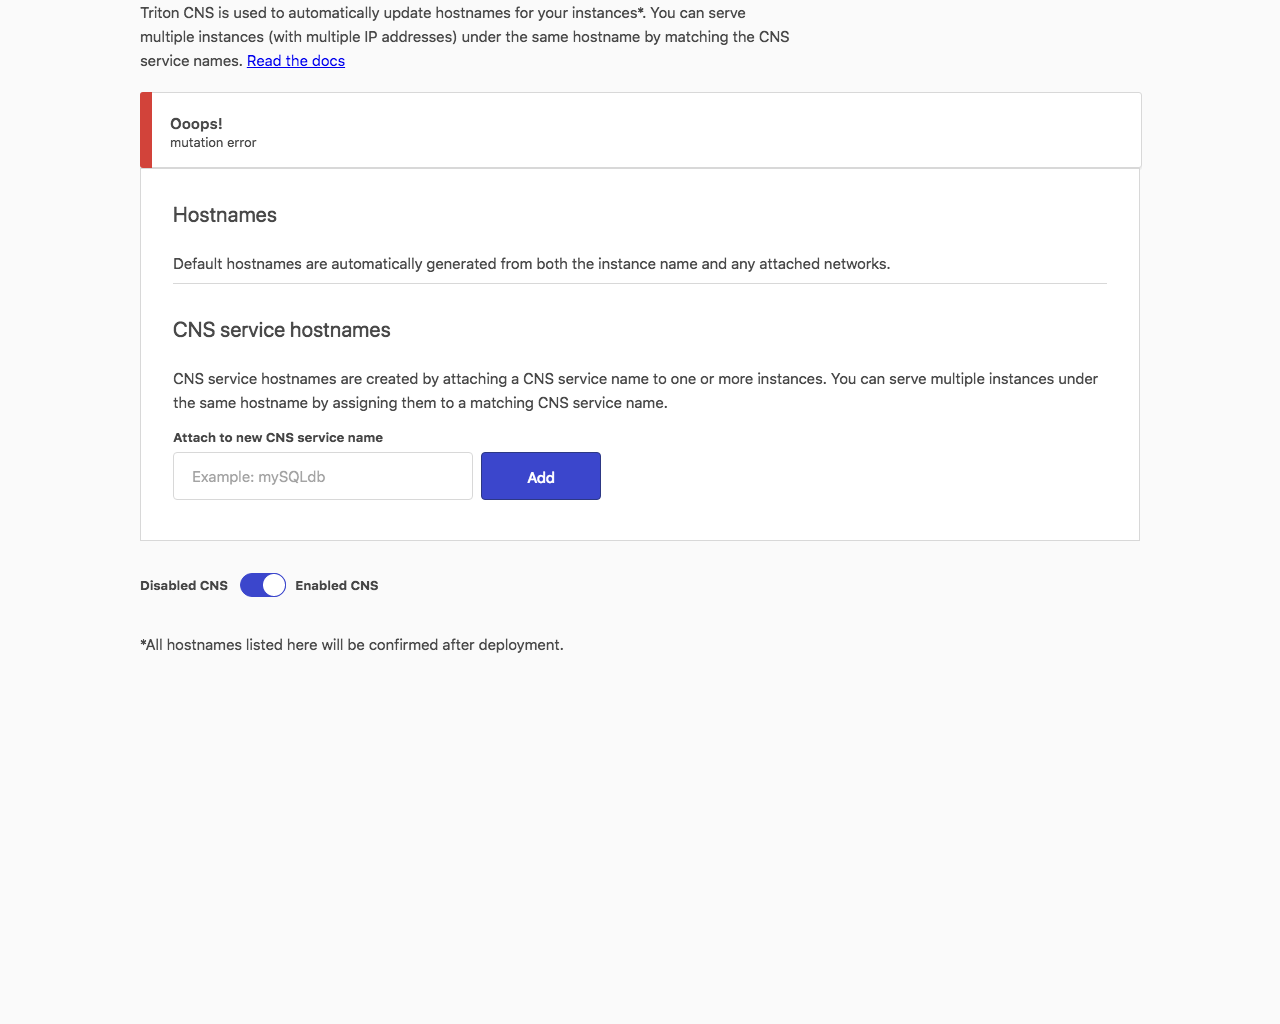 Triton CNS is used to automatically update hostnames for your instances*. You can serve
multiple instances (with multiple IP addresses) under the same hostname by matching the CNS
service names. Read the docs
Ooops!
mutation error
Hostnames
Default hostnames are automatically generated from both the instance name and any attached networks.
CNS service hostnames
CNS service hostnames are created by attaching a CNS service name to one or more instances. You can serve multiple instances under
the same hostname by assigning them to a matching CNS service name.
Attach to new CNS service name
Example: mySQLdb
Add
Disabled CNS Enabled CNS
*All hostnames listed here will be confirmed after deployment.